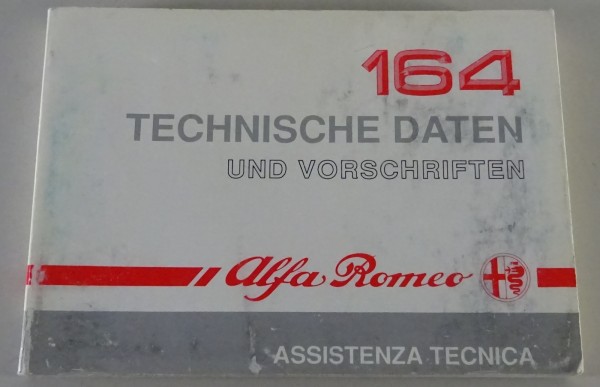 164
TECHNISCHE DATEN
UND VORSCHRIFTEN
Alfa Romeo
ASSISTENZA TECNICA